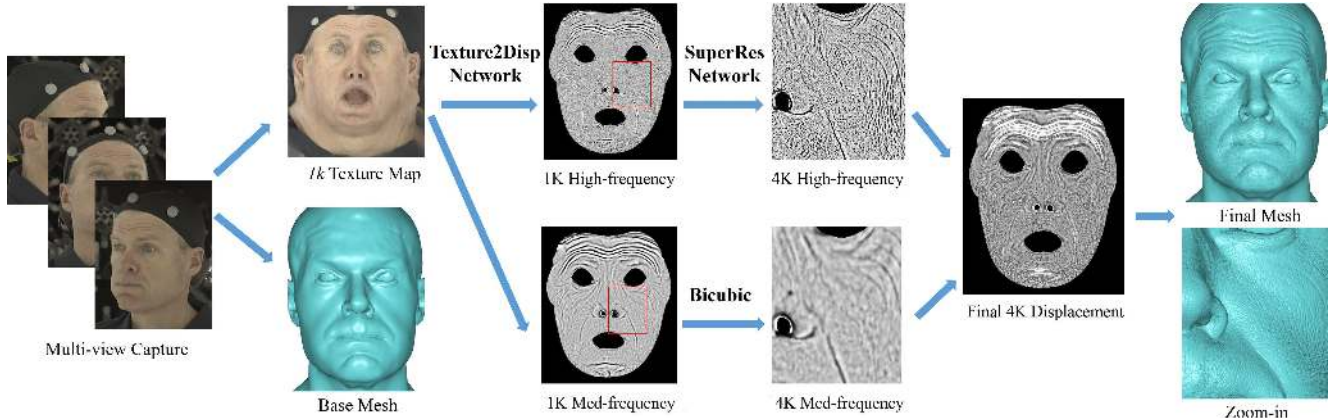 Multi-view Capture
1k Texture Map
Base Mesh
Texture2Disp
Network
1K High-frequency
1K Med-frequency
SuperRes
Network
Bicubic
4K High-frequency
4K Med-frequency
Final 4K Displacement
Final Mesh
Zoom-in